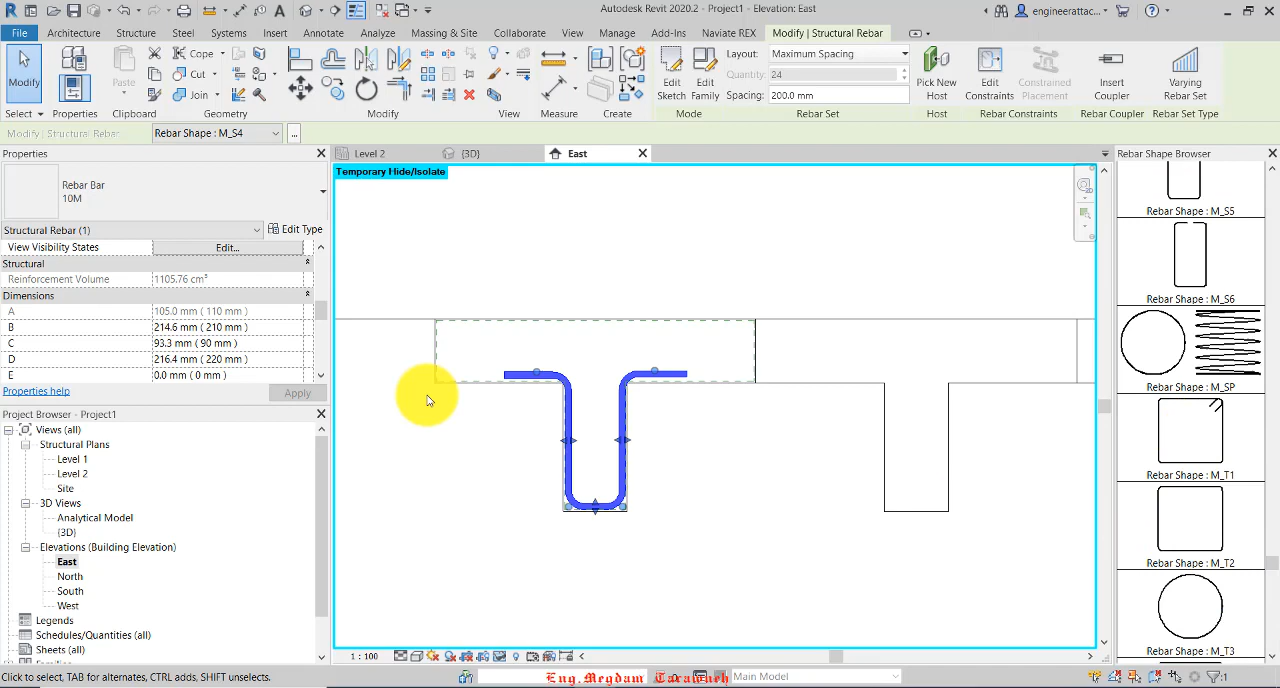 Autodesk Revit 2020.2 - Project1 - Elevation: East
engineerattac...
File Architecture Structure Steel Systems Insert Annotate Analyze Massing & Site Collaborate View Manage Add-Ins NavisteREX Modify | Structural Rebar
Modify
Paste
Cope
Cut
Join
Edit Sketch
Edit Family
Layout: Maximum Spacing
Quantity: 24
Spacing: 200.0 mm
Pick New Host
Edit Constraints
Constrained Placement
Insert Coupler
Varying Rebar Set
Select Properties Clipboard Geometry Modify View Measure Create Mode Rebar Set Host Rebar Constraints Rebar Coupler Rebar Set Type
Modify | Structural Rebar
Rebar Shape : M_S4
...
Properties
Rebar Bar
10M
Structural Rebar (1)
Edit Type
View Visibility States Edit...
Structural
Reinforcement Volume 1105.76 cm³
Dimensions
A 105.0 mm ( 110 mm )
B 214.6 mm ( 210 mm )
C 93.3 mm ( 90 mm )
D 216.4 mm ( 220 mm )
E 0.0 mm ( 0 mm )
Properties help
Apply
Project Browser - Project1
Views (all)
Structural Plans
Level 1
Level 2
Site
3D Views
Analytical Model
{3D}
Elevations (Building Elevation)
East
North
South
West
Legends
Schedules/Quantities (all)
Sheets (all)
Level 2
{3D}
East
Temporary Hide/Isolate
2D
1 : 100
Rebar Shape Browser
Rebar Shape : M_S5
Rebar Shape : M_S6
Rebar Shape : M_SP
Rebar Shape : M_T1
Rebar Shape : M_T2
Rebar Shape : M_T3
Click to select, TAB for alternates, CTRL adds, SHIFT unselects.
Eng.Meqdam Tarawneh
Main Model
:1